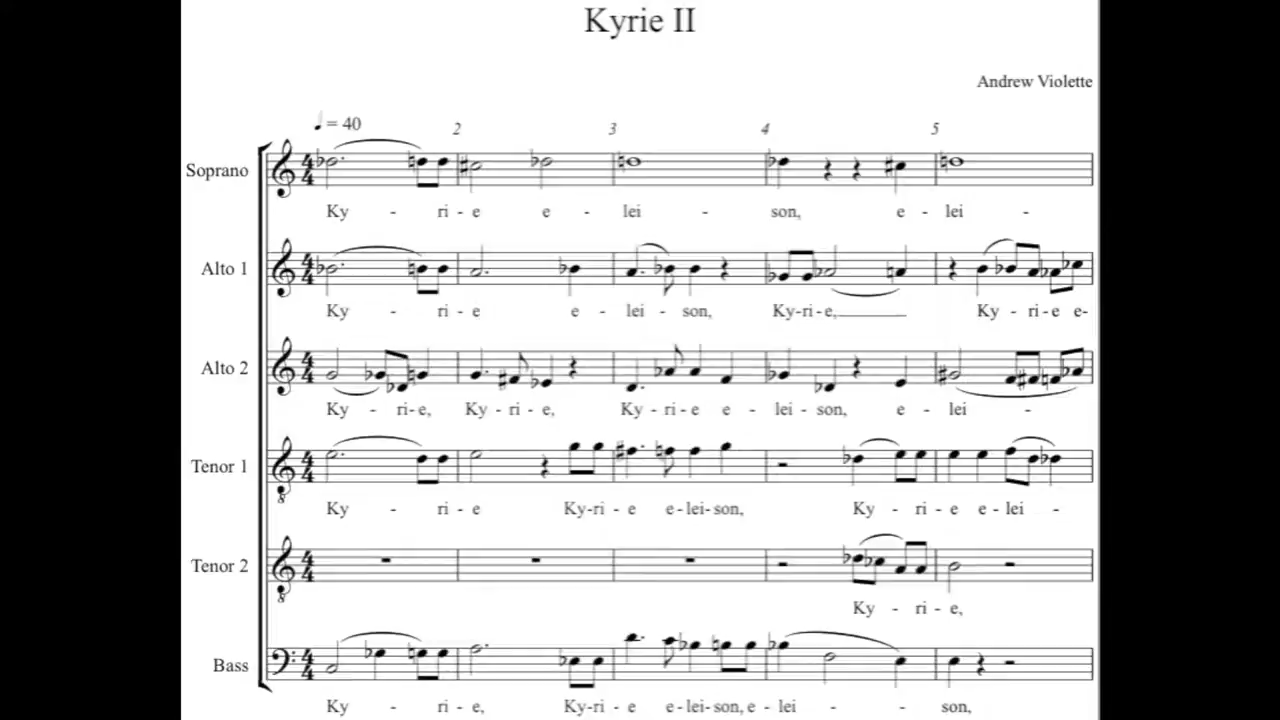 Kyrie II
Andrew Violette
♩ = 40
2 3 4 5
Soprano
Ky - ri - e e - lei - son, e - lei -
Alto 1
Ky - ri - e e - lei - son, Ky-ri-e, Ky - ri-e e-
Alto 2
Ky - ri-e, Ky - ri - e, Ky - ri - e e - lei - son, e - lei -
Tenor 1
Ky - ri - e Ky-ri - e e-lei-son, Ky - ri - e e - lei -
8
Tenor 2
Ky - ri - e,
8
Bass
Ky - ri - e, Ky-ri - e e-lei-son, e - lei - - son,